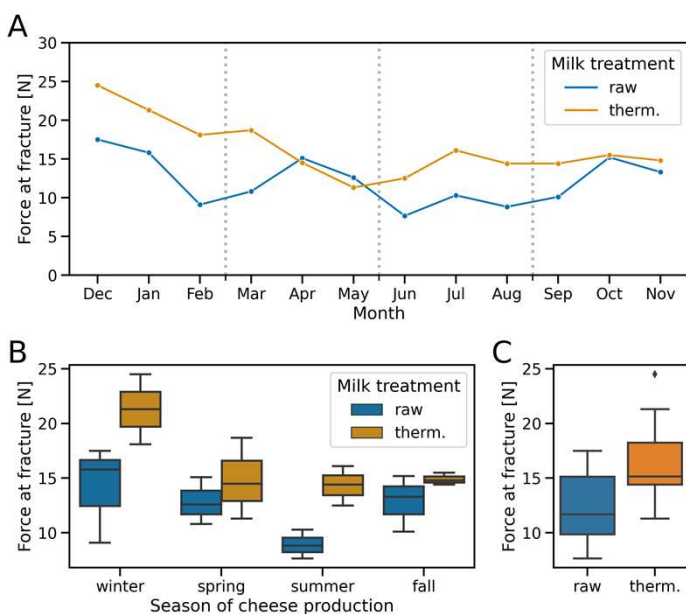 A
Force at fracture [N]
30
25
20
15
10
5
0
Milk treatment
raw
therm.
Dec Jan Feb Mar Apr May Jun Jul Aug Sep Oct Nov
Month
B
Force at fracture [N]
25
20
15
10
Milk treatment
raw
therm.
winter spring summer fall
Season of cheese production
C
Force at fracture [N]
25
20
15
10
raw therm.